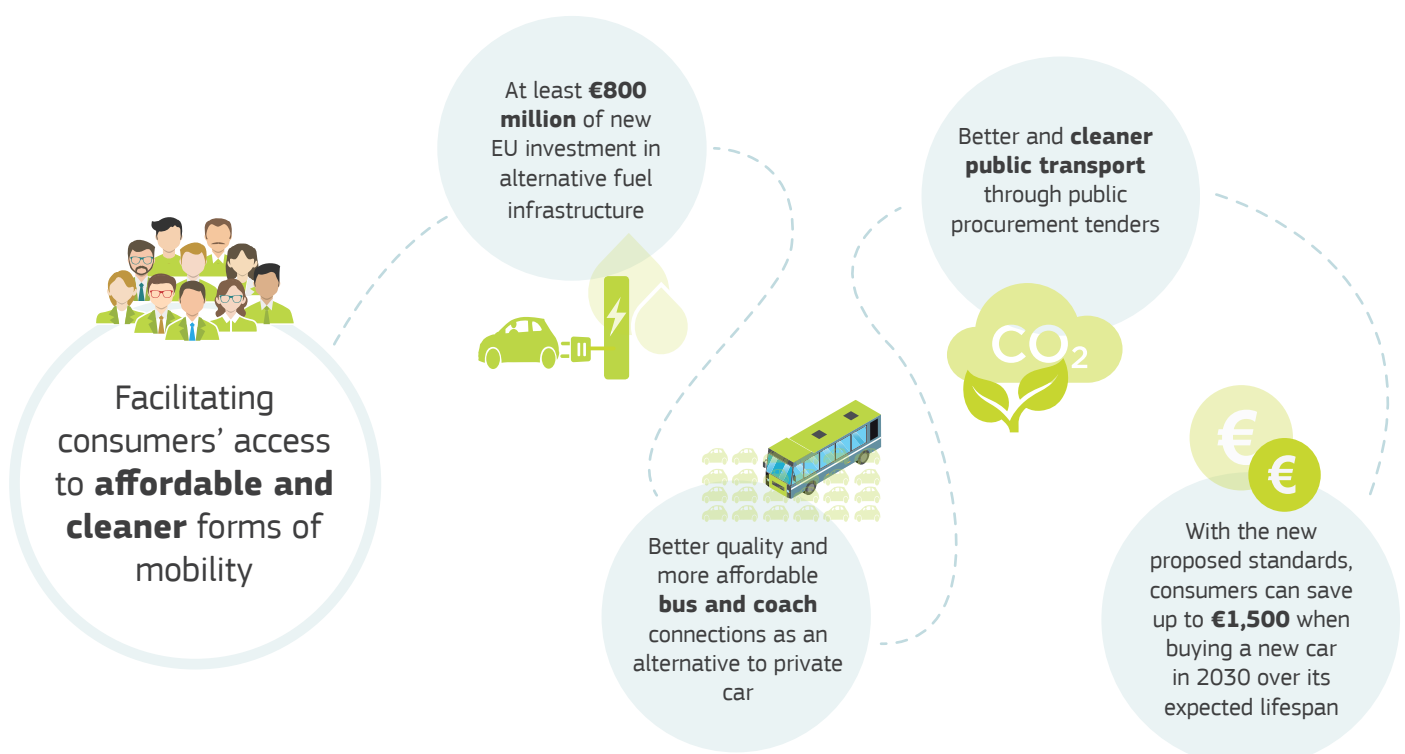 Facilitating
consumers’ access
to affordable and
cleaner forms of
mobility
At least €800
million of new
EU investment in
alternative fuel
infrastructure
Better quality and
more affordable
bus and coach
connections as an
alternative to private
car
Better and cleaner
public transport
through public
procurement tenders
CO2
€
€
With the new
proposed standards,
consumers can save
up to €1,500 when
buying a new car
in 2030 over its
expected lifespan